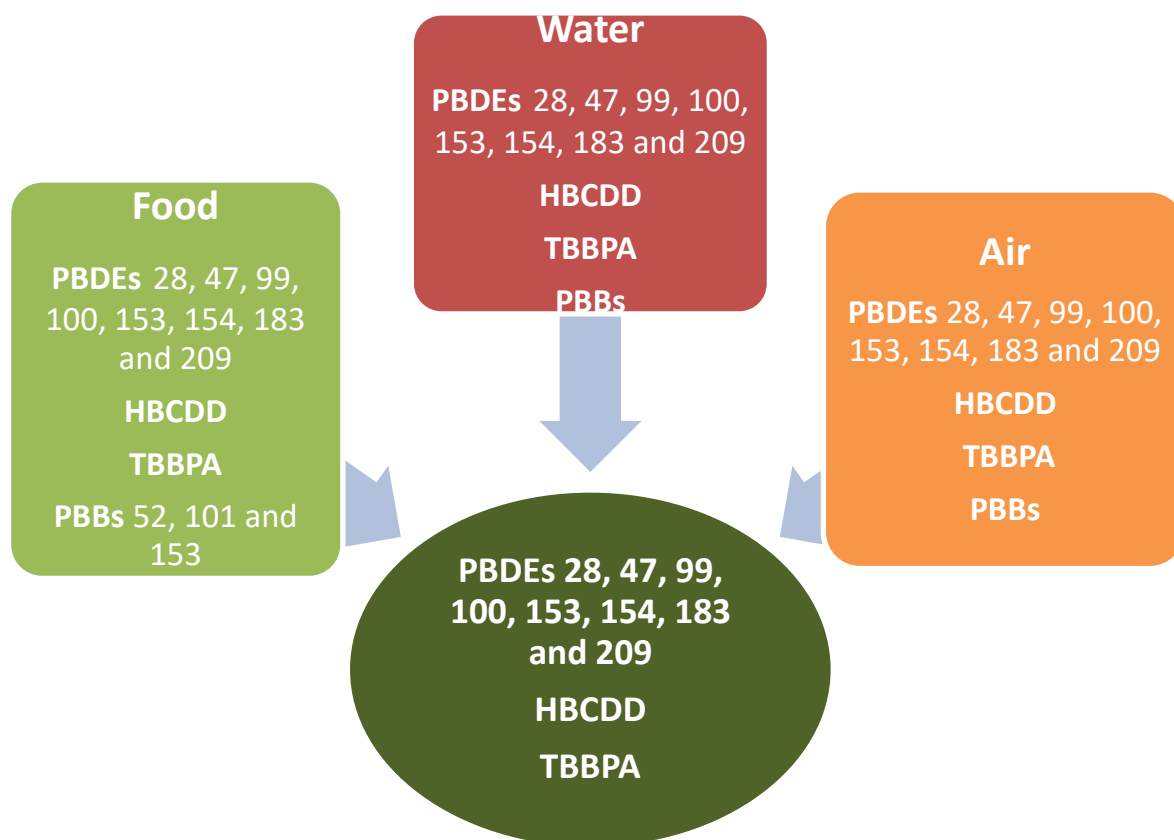 Water
PBDEs 28, 47, 99, 100,
153, 154, 183 and 209
HBCDD
TBBPA
PBBs
Food
PBDEs 28, 47, 99,
100, 153, 154, 183
and 209
HBCDD
TBBPA
PBBs 52, 101 and
153
Air
PBDEs 28, 47, 99, 100,
153, 154, 183 and 209
HBCDD
TBBPA
PBBs
PBDEs 28, 47, 99,
100, 153, 154, 183
and 209
HBCDD
TBBPA